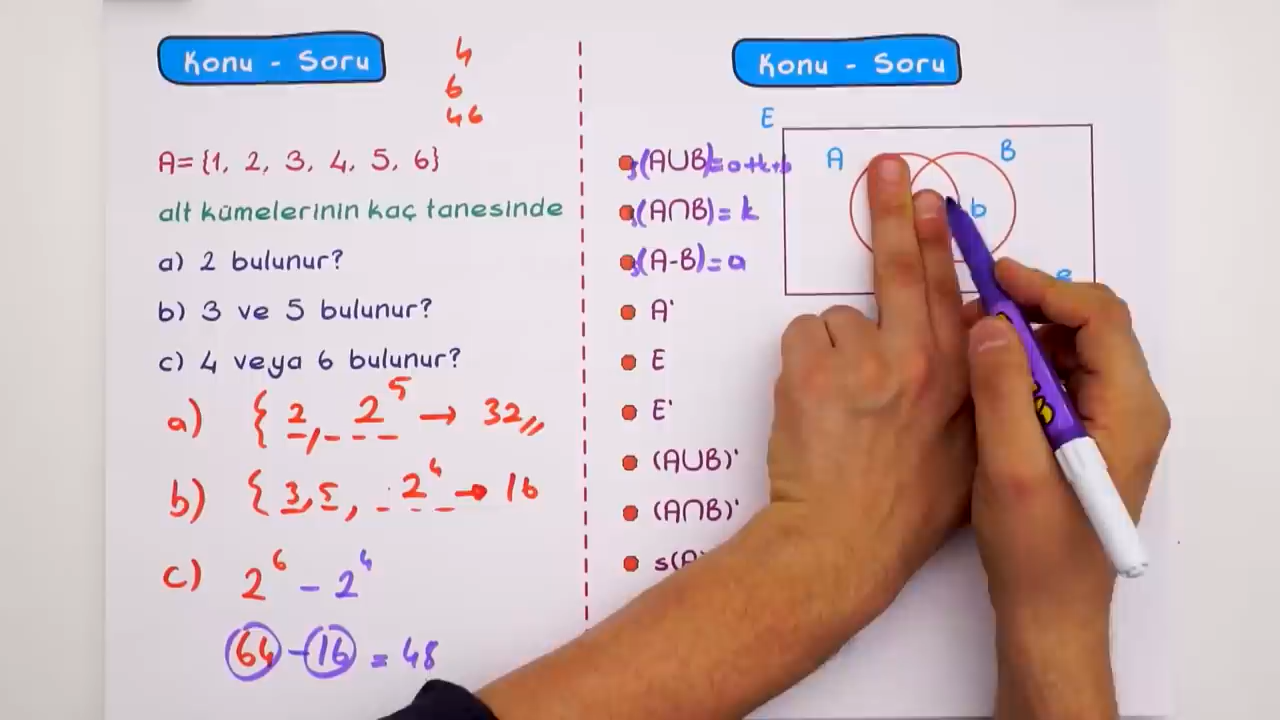 Konu - Soru
4
6
46
A={1, 2, 3, 4, 5, 6}
alt kümelerinin kaç tanesinde
a) 2 bulunur?
b) 3 ve 5 bulunur?
c) 4 veya 6 bulunur?
a) { 2, 2⁵ → 32
b) { 3, 5, 2⁴ → 16
c) 2⁶ - 2⁴
64 - 16 = 48
Konu - Soru
E
A
B
b
s(A∪B)=a+k+b
s(A∩B)=k
s(A-B)=a
A'
E
E'
(A∪B)'
(A∩B)'